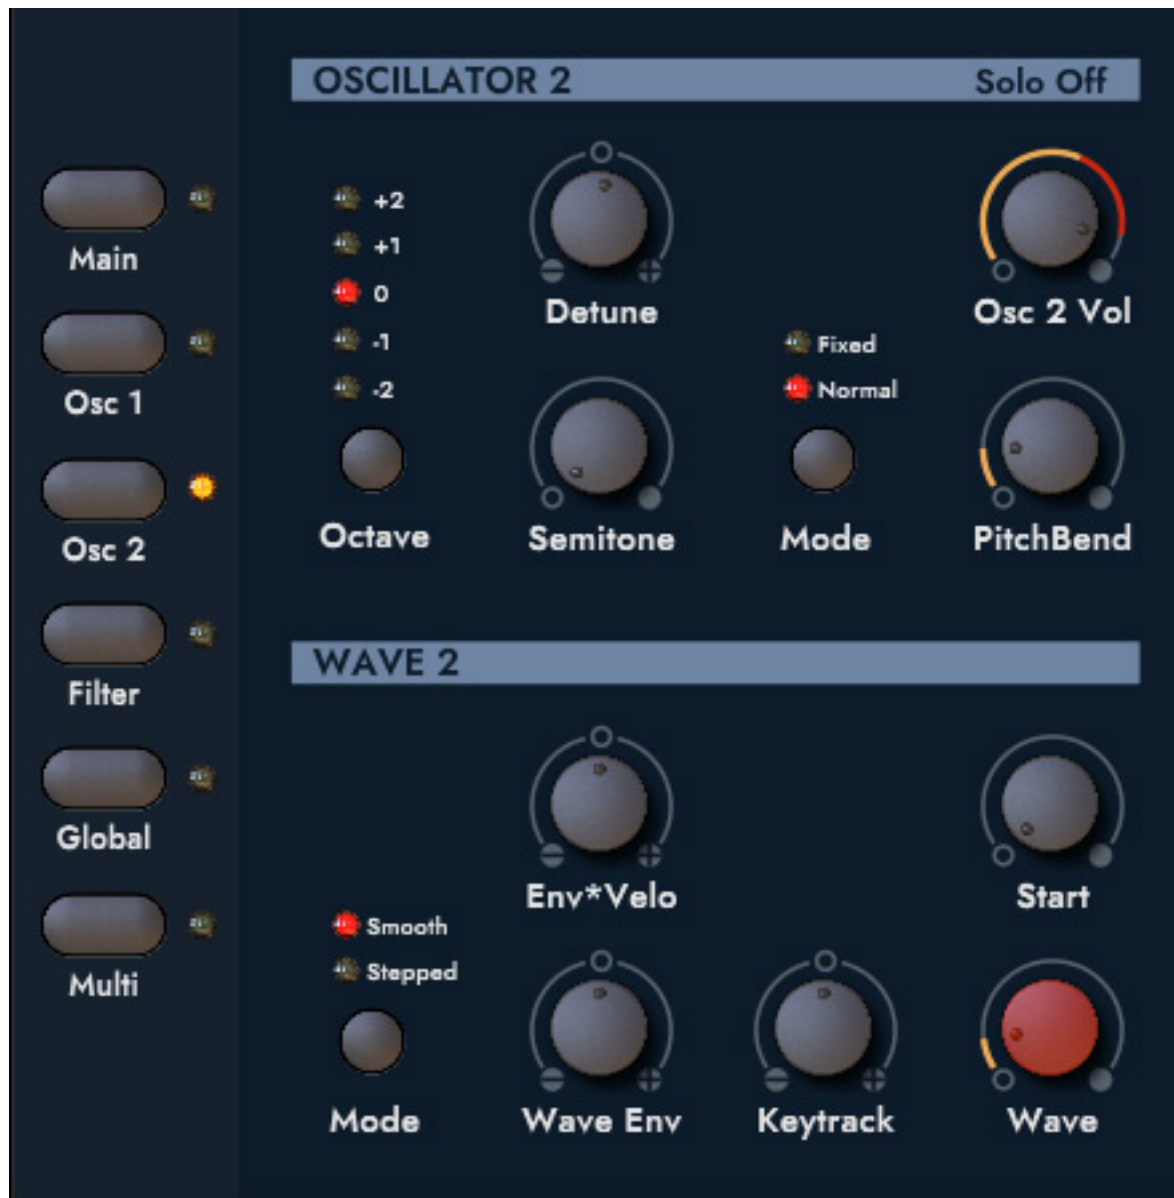 OSCILLATOR 2 Solo Off
Main
Osc 1
Osc 2
Filter
Global
Multi
+2
+1
0
-1
-2
Octave
Detune
Semitone
Fixed
Normal
Mode
Osc 2 Vol
PitchBend
WAVE 2
Env*Velo
Start
Smooth
Stepped
Mode
Wave Env
Keytrack
Wave